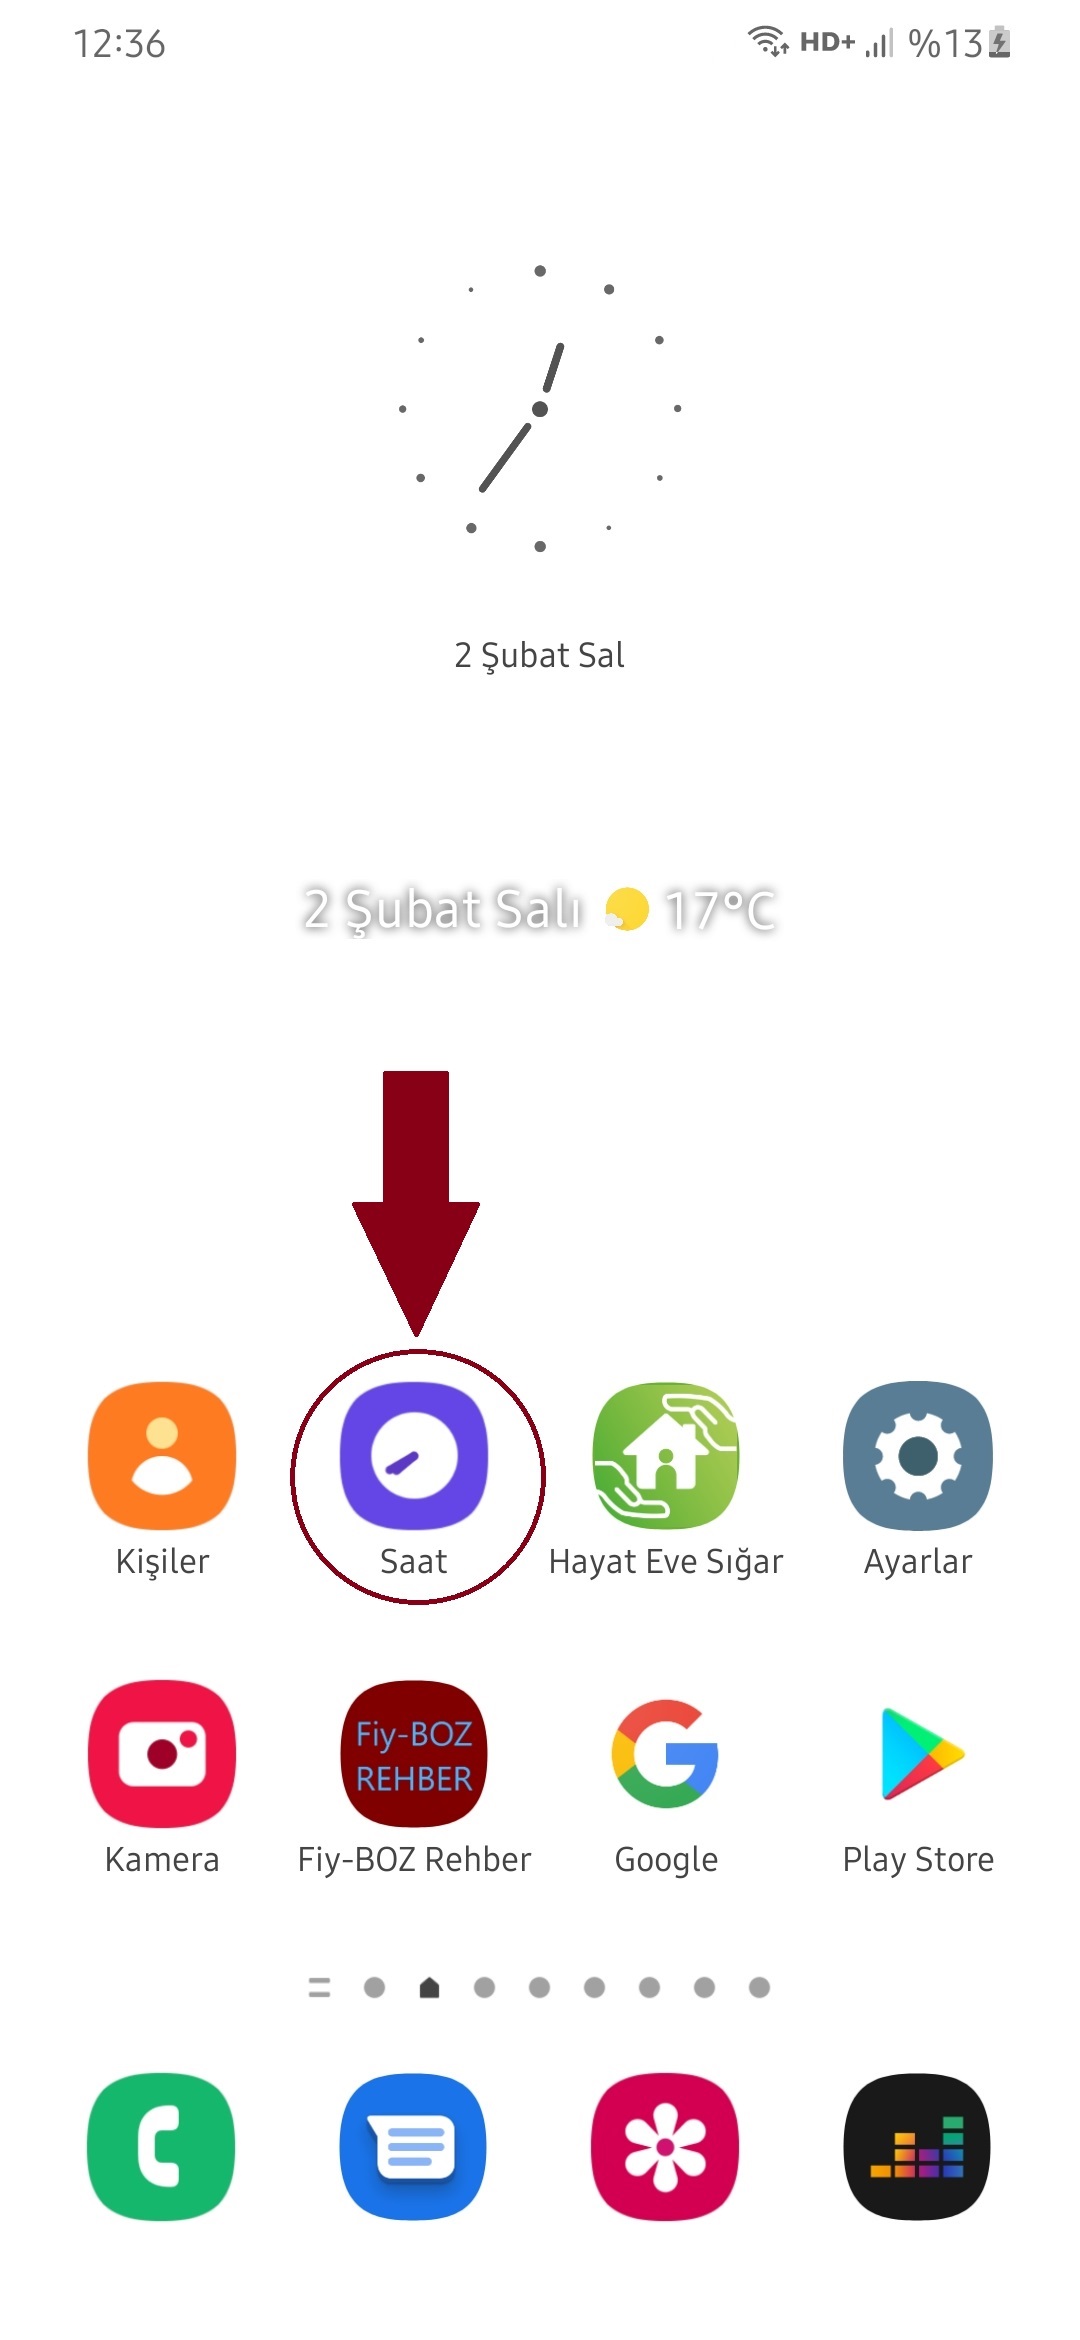 12:36 HD+ %13
2 Şubat Sal
2 Şubat Salı 17°C
Kişiler Saat Hayat Eve Sığar Ayarlar
Fiy-BOZ
REHBER
Kamera Fiy-BOZ Rehber Google Play Store